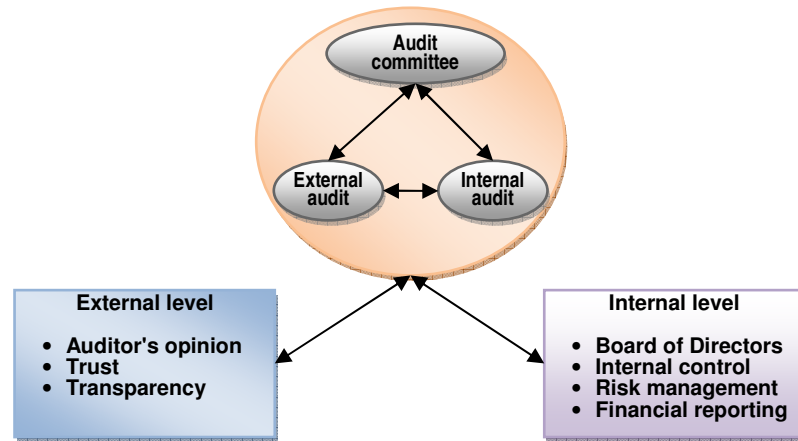 Audit
committee
External
audit
Internal
audit
External level
• Auditor's opinion
• Trust
• Transparency
Internal level
• Board of Directors
• Internal control
• Risk management
• Financial reporting